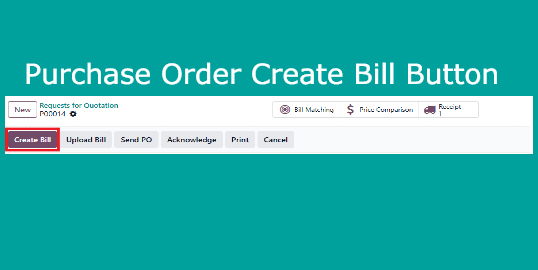 Purchase Order Create Bill Button
New
Requests for Quotation
P00014
Bill Matching
Price Comparison
Receipt
1
Create Bill
Upload Bill
Send PO
Acknowledge
Print
Cancel